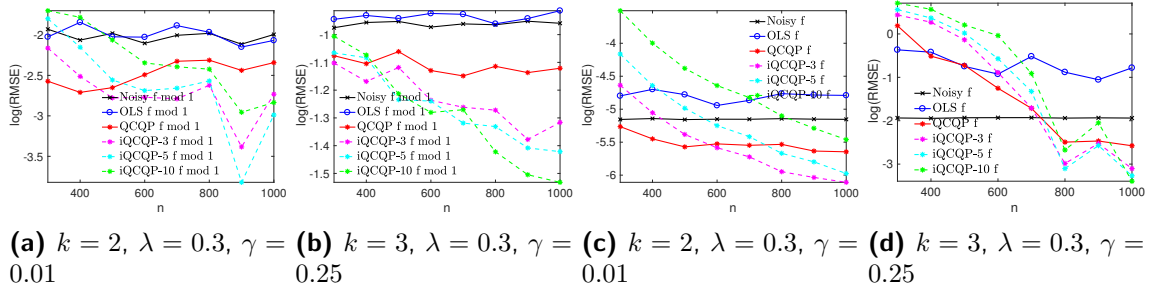 -2
-2.5
-3
-3.5
log(RMSE)
400
600
800
1000
n
Noisy f mod 1
OLS f mod 1
QCQP f mod 1
iQCQP-3 f mod 1
iQCQP-5 f mod 1
iQCQP-10 f mod 1
-1
-1.1
-1.2
-1.3
-1.4
-1.5
log(RMSE)
400
600
800
1000
n
Noisy f mod 1
OLS f mod 1
QCQP f mod 1
iQCQP-3 f mod 1
iQCQP-5 f mod 1
iQCQP-10 f mod 1
-4
-4.5
-5
-5.5
-6
log(RMSE)
400
600
800
1000
n
Noisy f
OLS f
QCQP f
iQCQP-3 f
iQCQP-5 f
iQCQP-10 f
0
-1
-2
-3
log(RMSE)
400
600
800
1000
n
Noisy f
OLS f
QCQP f
iQCQP-3 f
iQCQP-5 f
iQCQP-10 f
(a) k = 2, λ = 0.3, γ =
0.01
(b) k = 3, λ = 0.3, γ =
0.25
(c) k = 2, λ = 0.3, γ =
0.01
(d) k = 3, λ = 0.3, γ =
0.25